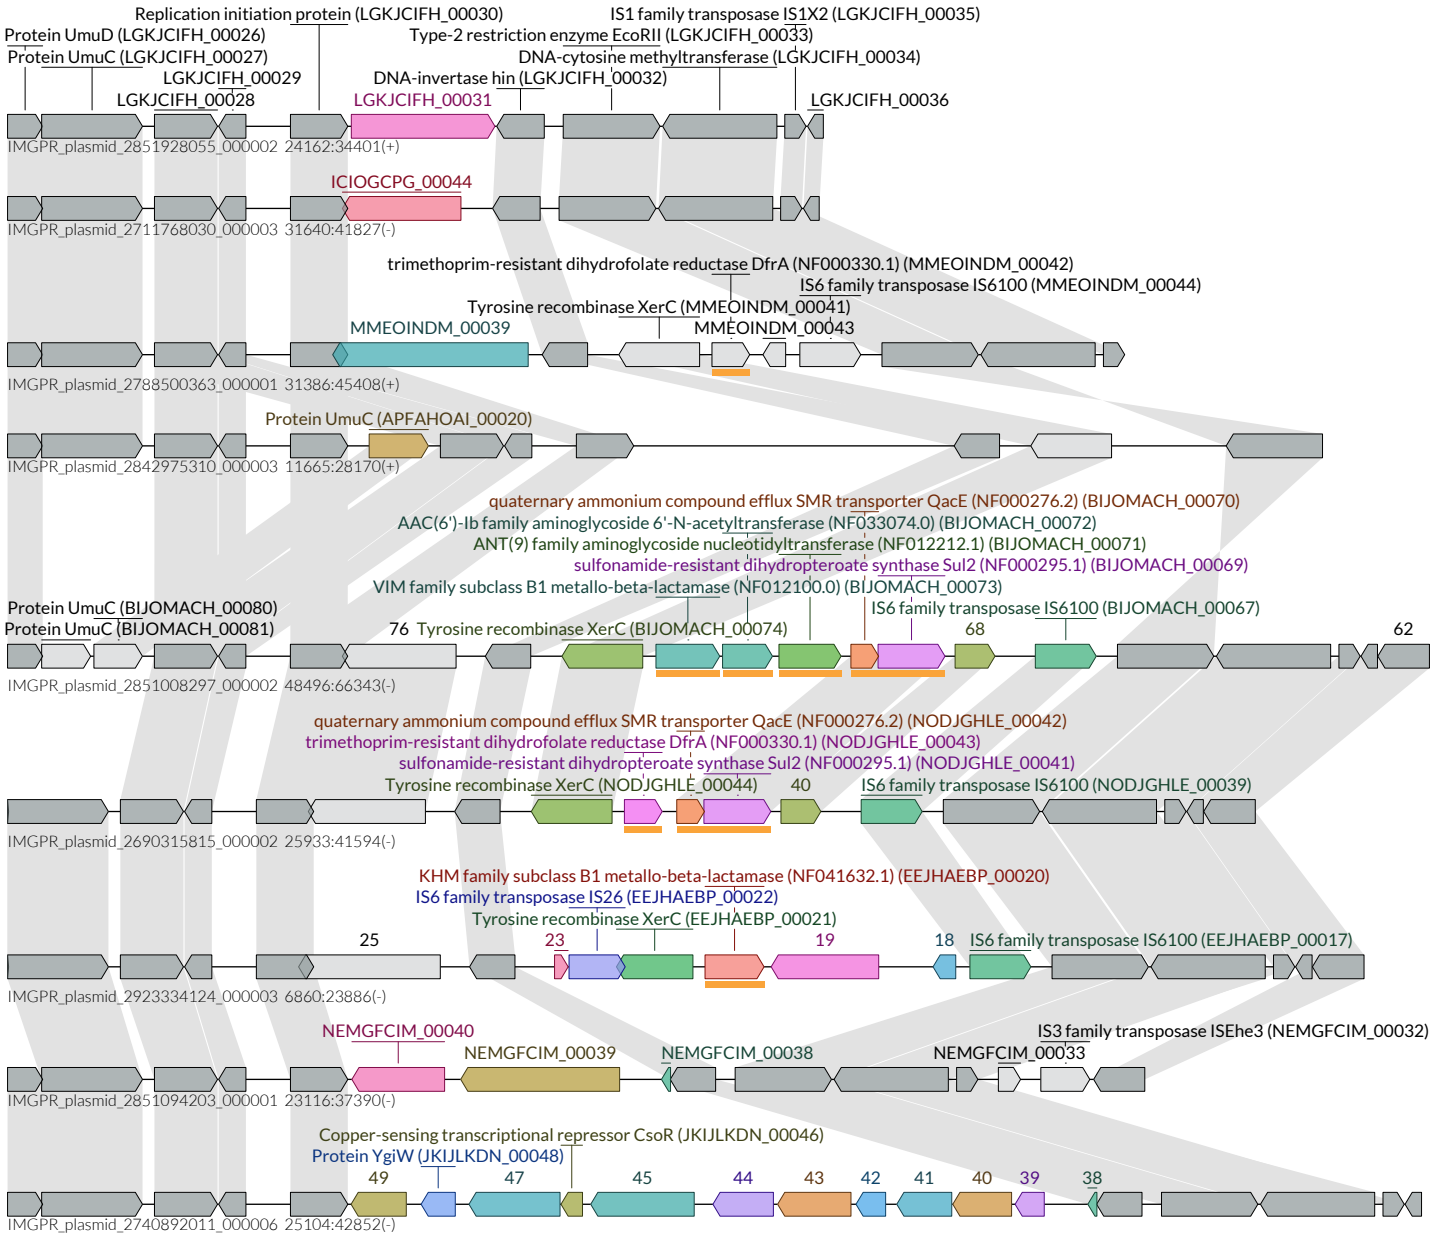 Replication initiation protein (LGKJCIFH_00030) IS1 family transposase IS1X2 (LGKJCIFH_00035)
Protein UmuD (LGKJCIFH_00026) Type-2 restriction enzyme EcoRII (LGKJCIFH_00033)
Protein UmuC (LGKJCIFH_00027) DNA-cytosine methyltransferase (LGKJCIFH_00034)
LGKJCIFH_00029 DNA-invertase hin (LGKJCIFH_00032)
LGKJCIFH_00028 LGKJCIFH_00031 LGKJCIFH_00036
IMGPR_plasmid_2851928055_000002 24162:34401(+)
ICIOGCPG_00044
IMGPR_plasmid_2711768030_000003 31640:41827(-)
trimethoprim-resistant dihydrofolate reductase DfrA (NF000330.1) (MMEOINDM_00042)
IS6 family transposase IS6100 (MMEOINDM_00044)
Tyrosine recombinase XerC (MMEOINDM_00041)
MMEOINDM_00039 MMEOINDM_00043
IMGPR_plasmid_2788500363_000001 31386:45408(+)
Protein UmuC (APFAHOAI_00020)
IMGPR_plasmid_2842975310_000003 11665:28170(+)
quaternary ammonium compound efflux SMR transporter QacE (NF000276.2) (BIJOMACH_00070)
AAC(6')-Ib family aminoglycoside 6'-N-acetyltransferase (NF033074.0) (BIJOMACH_00072)
ANT(9) family aminoglycoside nucleotidyltransferase (NF012212.1) (BIJOMACH_00071)
sulfonamide-resistant dihydropteroate synthase Sul2 (NF000295.1) (BIJOMACH_00069)
VIM family subclass B1 metallo-beta-lactamase (NF012100.0) (BIJOMACH_00073)
Protein UmuC (BIJOMACH_00080) IS6 family transposase IS6100 (BIJOMACH_00067)
Protein UmuC (BIJOMACH_00081) 76 Tyrosine recombinase XerC (BIJOMACH_00074) 68 62
IMGPR_plasmid_2851008297_000002 48496:66343(-)
quaternary ammonium compound efflux SMR transporter QacE (NF000276.2) (NODJGHLE_00042)
trimethoprim-resistant dihydrofolate reductase DfrA (NF000330.1) (NODJGHLE_00043)
sulfonamide-resistant dihydropteroate synthase Sul2 (NF000295.1) (NODJGHLE_00041)
Tyrosine recombinase XerC (NODJGHLE_00044) 40 IS6 family transposase IS6100 (NODJGHLE_00039)
IMGPR_plasmid_2690315815_000002 25933:41594(-)
KHM family subclass B1 metallo-beta-lactamase (NF041632.1) (EEJHAEBP_00020)
IS6 family transposase IS26 (EEJHAEBP_00022)
Tyrosine recombinase XerC (EEJHAEBP_00021)
25 23 19 18 IS6 family transposase IS6100 (EEJHAEBP_00017)
IMGPR_plasmid_2923334124_000003 6860:23886(-)
NEMGFCIM_00040 IS3 family transposase ISEhe3 (NEMGFCIM_00032)
NEMGFCIM_00039 NEMGFCIM_00038 NEMGFCIM_00033
IMGPR_plasmid_2851094203_000001 23116:37390(-)
Copper-sensing transcriptional repressor CsoR (JKIJLKDN_00046)
Protein YgiW (JKIJLKDN_00048)
49 47 45 44 43 42 41 40 39 38
IMGPR_plasmid_2740892011_000006 25104:42852(-)